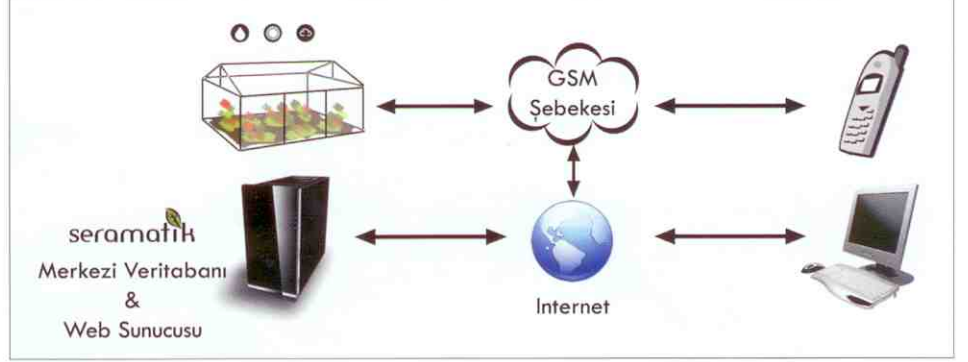 GSM
Şebekesi
seramatik
Merkezi Veritabanı
&
Web Sunucusu
Internet